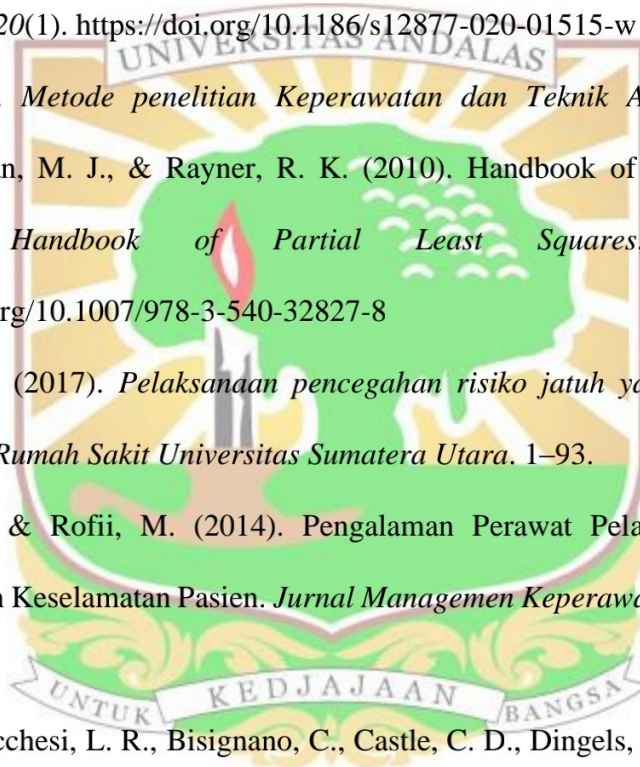 20(1). https://doi.org/10.1186/s12877-020-01515-w
UNIVERSITAS ANDALAS
Metode penelitian Keperawatan dan Teknik A
n, M. J., & Rayner, R. K. (2010). Handbook of
Handbook of Partial Least Squares.
rg/10.1007/978-3-540-32827-8
(2017). Pelaksanaan pencegahan risiko jatuh ya
Rumah Sakit Universitas Sumatera Utara. 1–93.
& Rofii, M. (2014). Pengalaman Perawat Pela
n Keselamatan Pasien. Jurnal Managemen Keperawa
UNTUK KEDJAJAAN BANGSA
cchesi, L. R., Bisignano, C., Castle, C. D., Dingels,